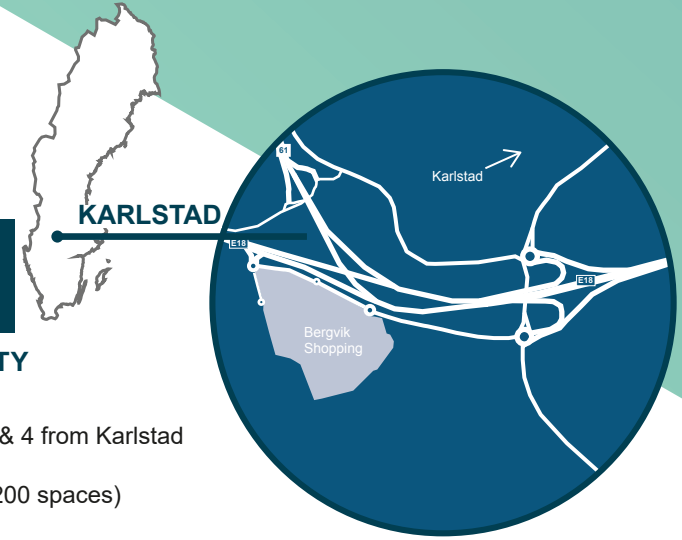 61
Karlstad
KARLSTAD
E18
E18
Bergvik
Shopping
TY
& 4 from Karlstad
200 spaces)